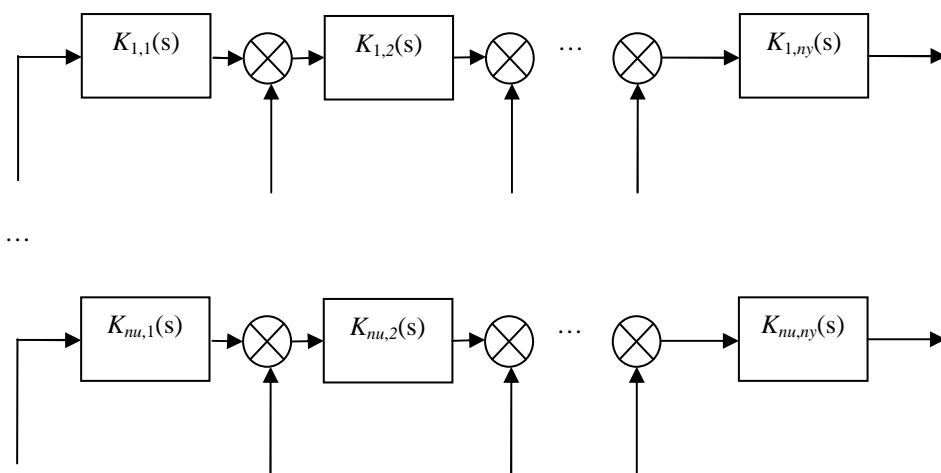 K1,1(s)
K1,2(s)
…
K1,ny(s)
…
Knu,1(s)
Knu,2(s)
…
Knu,ny(s)